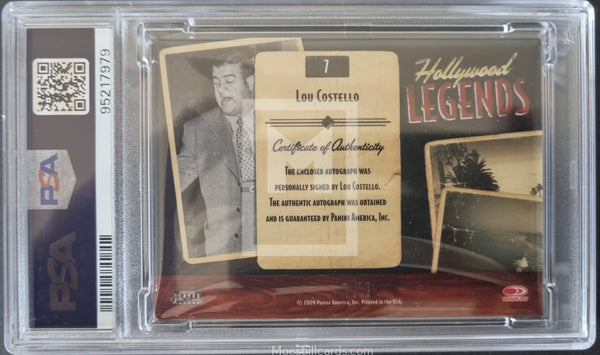 PSA
PSA
95217979
7
Lou Costello
Certificate of Authenticity
The enclosed autograph was
personally signed by Lou Costello.
The authentic autograph was obtained
and is guaranteed by Panini America, Inc.
Hollywood
LEGENDS
© 2009 Panini America, Inc. Printed in the USA.
Moesbillcards.com